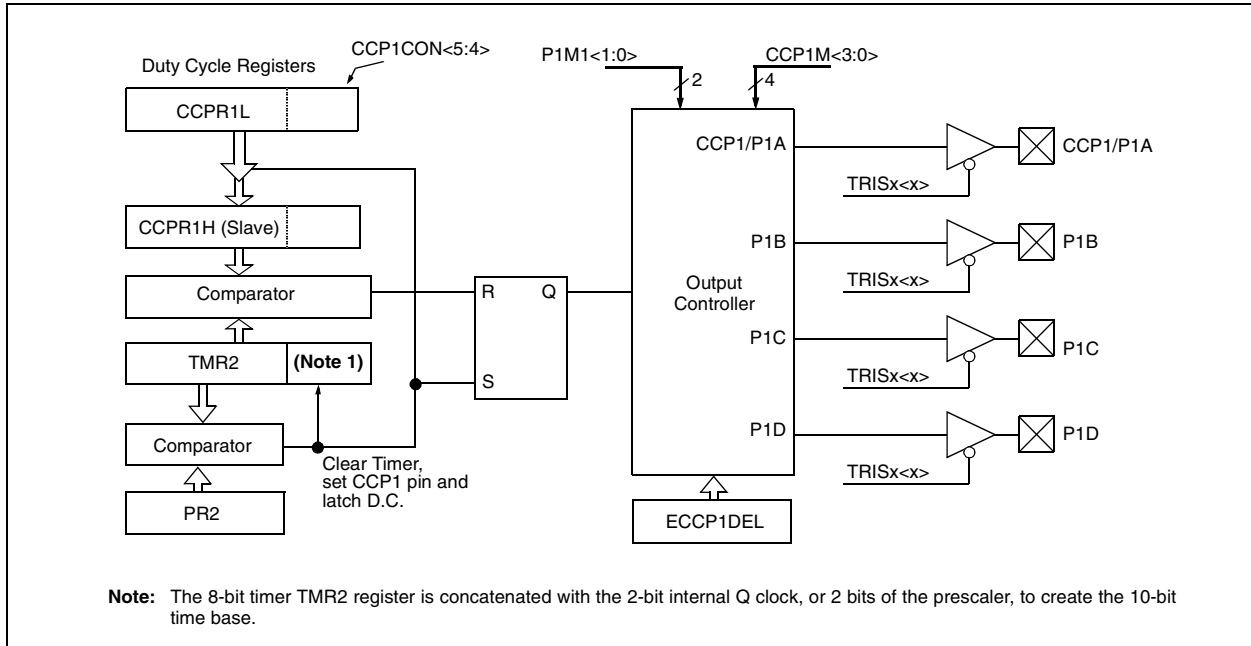 CCP1CON<5:4>
Duty Cycle Registers
CCPR1L
CCPR1H (Slave)
Comparator
TMR2
(Note 1)
Comparator
PR2
Clear Timer,
set CCP1 pin and
latch D.C.
R
Q
S
P1M1<1:0>
2
CCP1M<3:0>
4
Output
Controller
CCP1/P1A
P1B
P1C
P1D
ECCP1DEL
TRISx<x>
CCP1/P1A
TRISx<x>
P1B
TRISx<x>
P1C
TRISx<x>
P1D
Note: The 8-bit timer TMR2 register is concatenated with the 2-bit internal Q clock, or 2 bits of the prescaler, to create the 10-bit
time base.